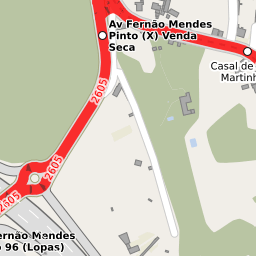 Av Fernão Mendes
Pinto (X) Venda
Seca
Casal de
Martinh
2605
2605
2605
ernão Mendes
o 96 (Lopas)